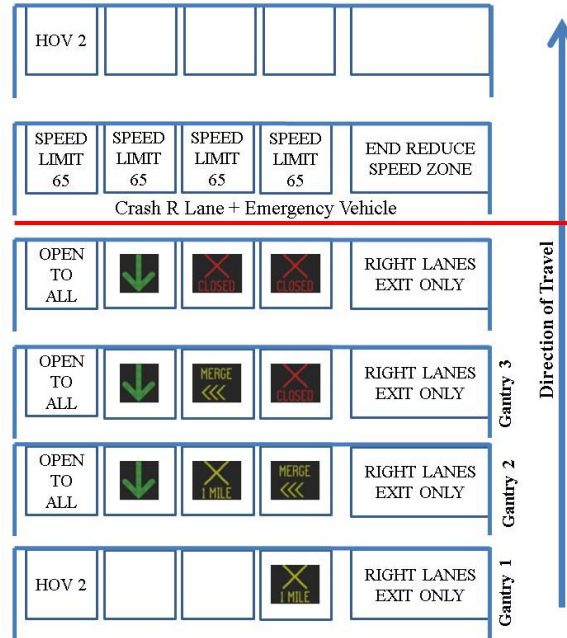 HOV 2
SPEED LIMIT 65
SPEED LIMIT 65
SPEED LIMIT 65
SPEED LIMIT 65
END REDUCE SPEED ZONE
Crash R Lane + Emergency Vehicle
OPEN TO ALL
CLOSED
CLOSED
RIGHT LANES EXIT ONLY
OPEN TO ALL
MERGE
CLOSED
RIGHT LANES EXIT ONLY
Gantry 3
OPEN TO ALL
1 MILE
MERGE
RIGHT LANES EXIT ONLY
Gantry 2
HOV 2
1 MILE
RIGHT LANES EXIT ONLY
Gantry 1
Direction of Travel